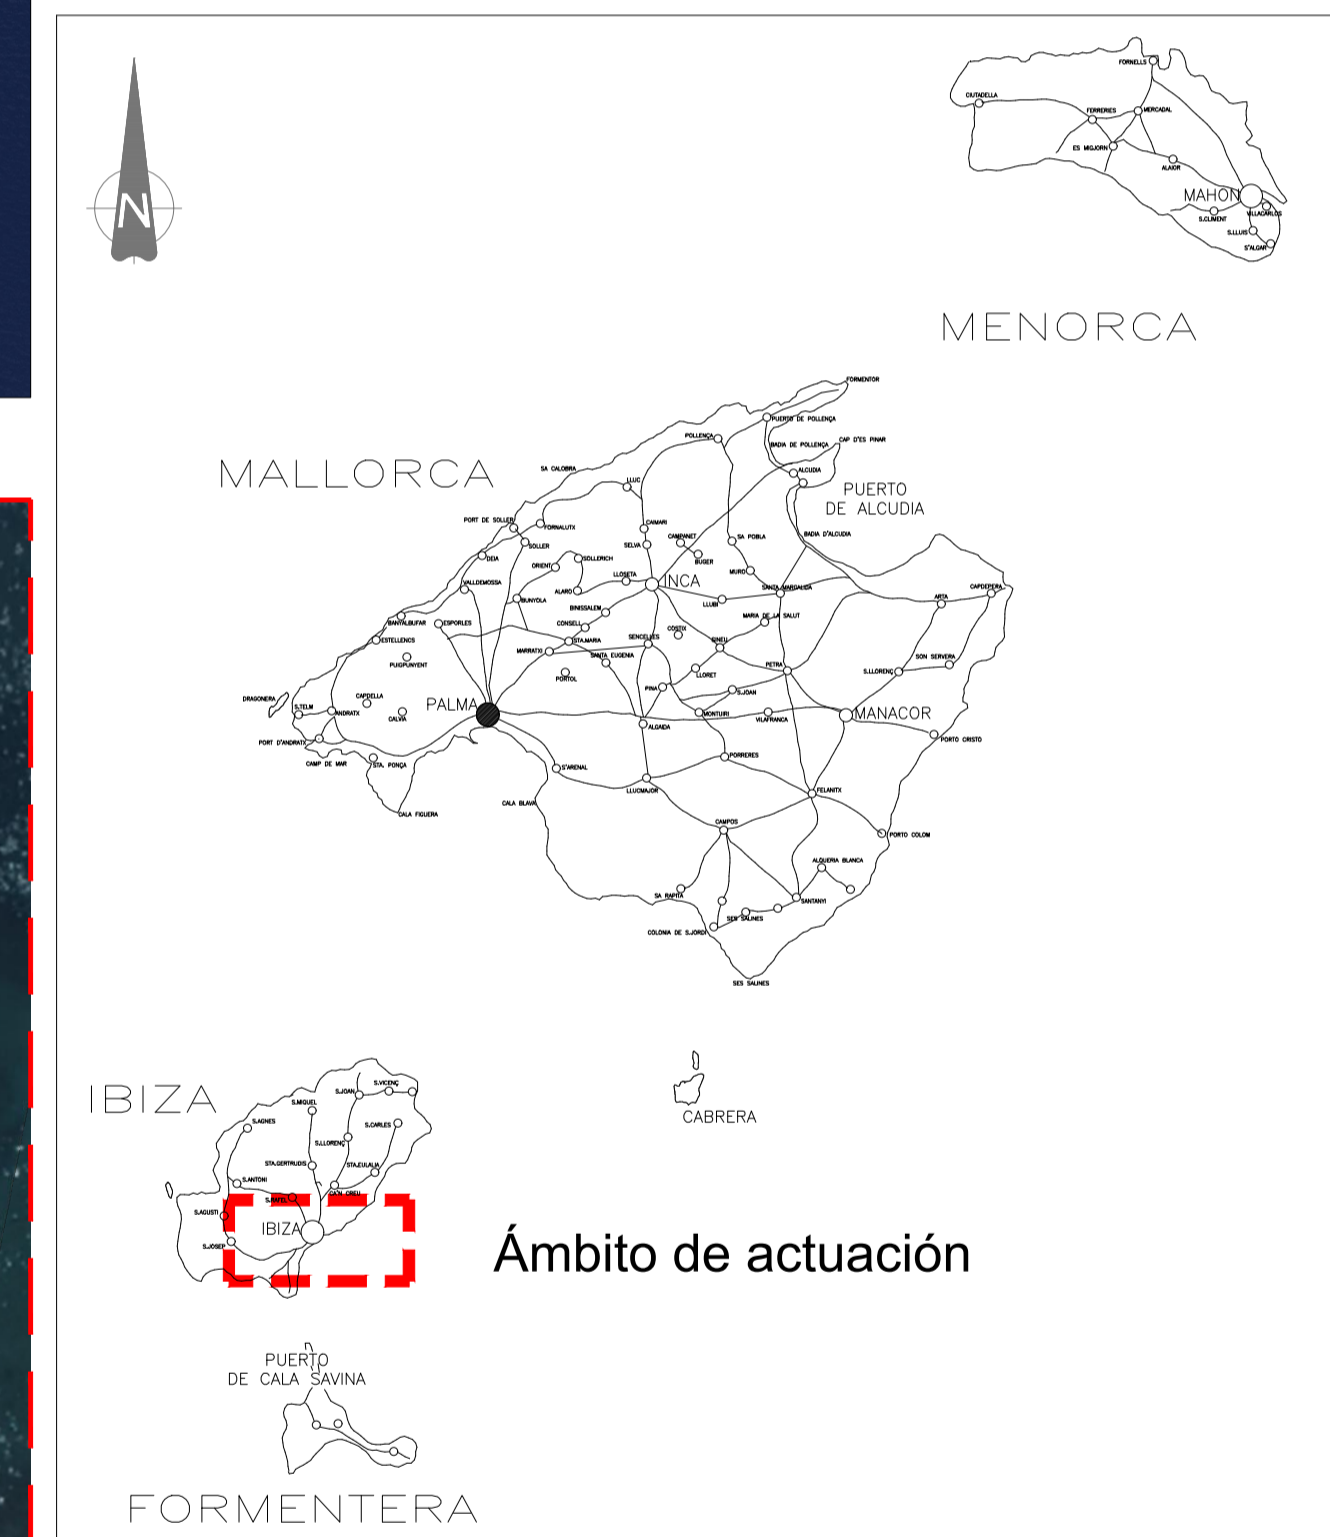 N
FORNELLS
CIUTADELLA
FERRERIES
MERCADAL
ES MIGJORN
ALAIOR
MAHON
VILLACARLOS
S.CLIMENT
S.LLUIS
S'ALGAR
MENORCA
FORMENTOR
PUERTO DE POLLENÇA
POLLENÇA
BADIA DE POLLENÇA
CAP D'ES PINAR
MALLORCA
SA CALOBRA
ALCUDIA
LLUC
PUERTO
DE ALCUDIA
PORT DE SOLLER
FORNALUTX
CAIMARI
BADIA D'ALCUDIA
SOLLER
SELVA
CAMPANET
SA POBLA
DEIA
ORIENT
SOLLERICH
BUGER
MURO
VALLDEMOSSA
LLOSETA
INCA
ALARO
SANTA MARGALIDA
CAPDEPERA
BUNYOLA
BINISSALEM
LLUBI
ARTA
MARIA DE LA SALUT
BANYALBUFAR
ESPORLES
CONSELL
COSTIX
ESTELLENCS
STA.MARIA
SENCELLES
SINEU
MARRATXI
SANTA EUGENIA
PUIGPUNYENT
PORTOL
LLORET
PETRA
S.LLORENÇ
SON SERVERA
PINA
S.JOAN
DRAGONERA
S.TELM
CAPDELLA
ANDRATX
CALVIA
PALMA
MONTUIRI
VILAFRANCA
MANACOR
ALGAIDA
PORT D'ANDRATX
PORTO CRISTO
CAMP DE MAR
STA. PONÇA
S'ARENAL
PORRERES
LLUCMAJOR
FELANITX
CALA BLAVA
CALA FIGUERA
CAMPOS
PORTO COLOM
ALQUERIA BLANCA
SA RAPITA
SANTANYI
SES SALINES
COLONIA DE S.JORDI
SES SALINES
CABRERA
IBIZA
S.VICENÇ
S.JOAN
S.MIQUEL
S.AGNES
S.CARLES
S.LLORENÇ
STA.GERTRUDIS
STA.EULALIA
S.ANTONI
CA'N CREU
S.RAFEL
S.AGUSTI
IBIZA
S.JOSEP
Ámbito de actuación
PUERTO
DE CALA SAVINA
FORMENTERA